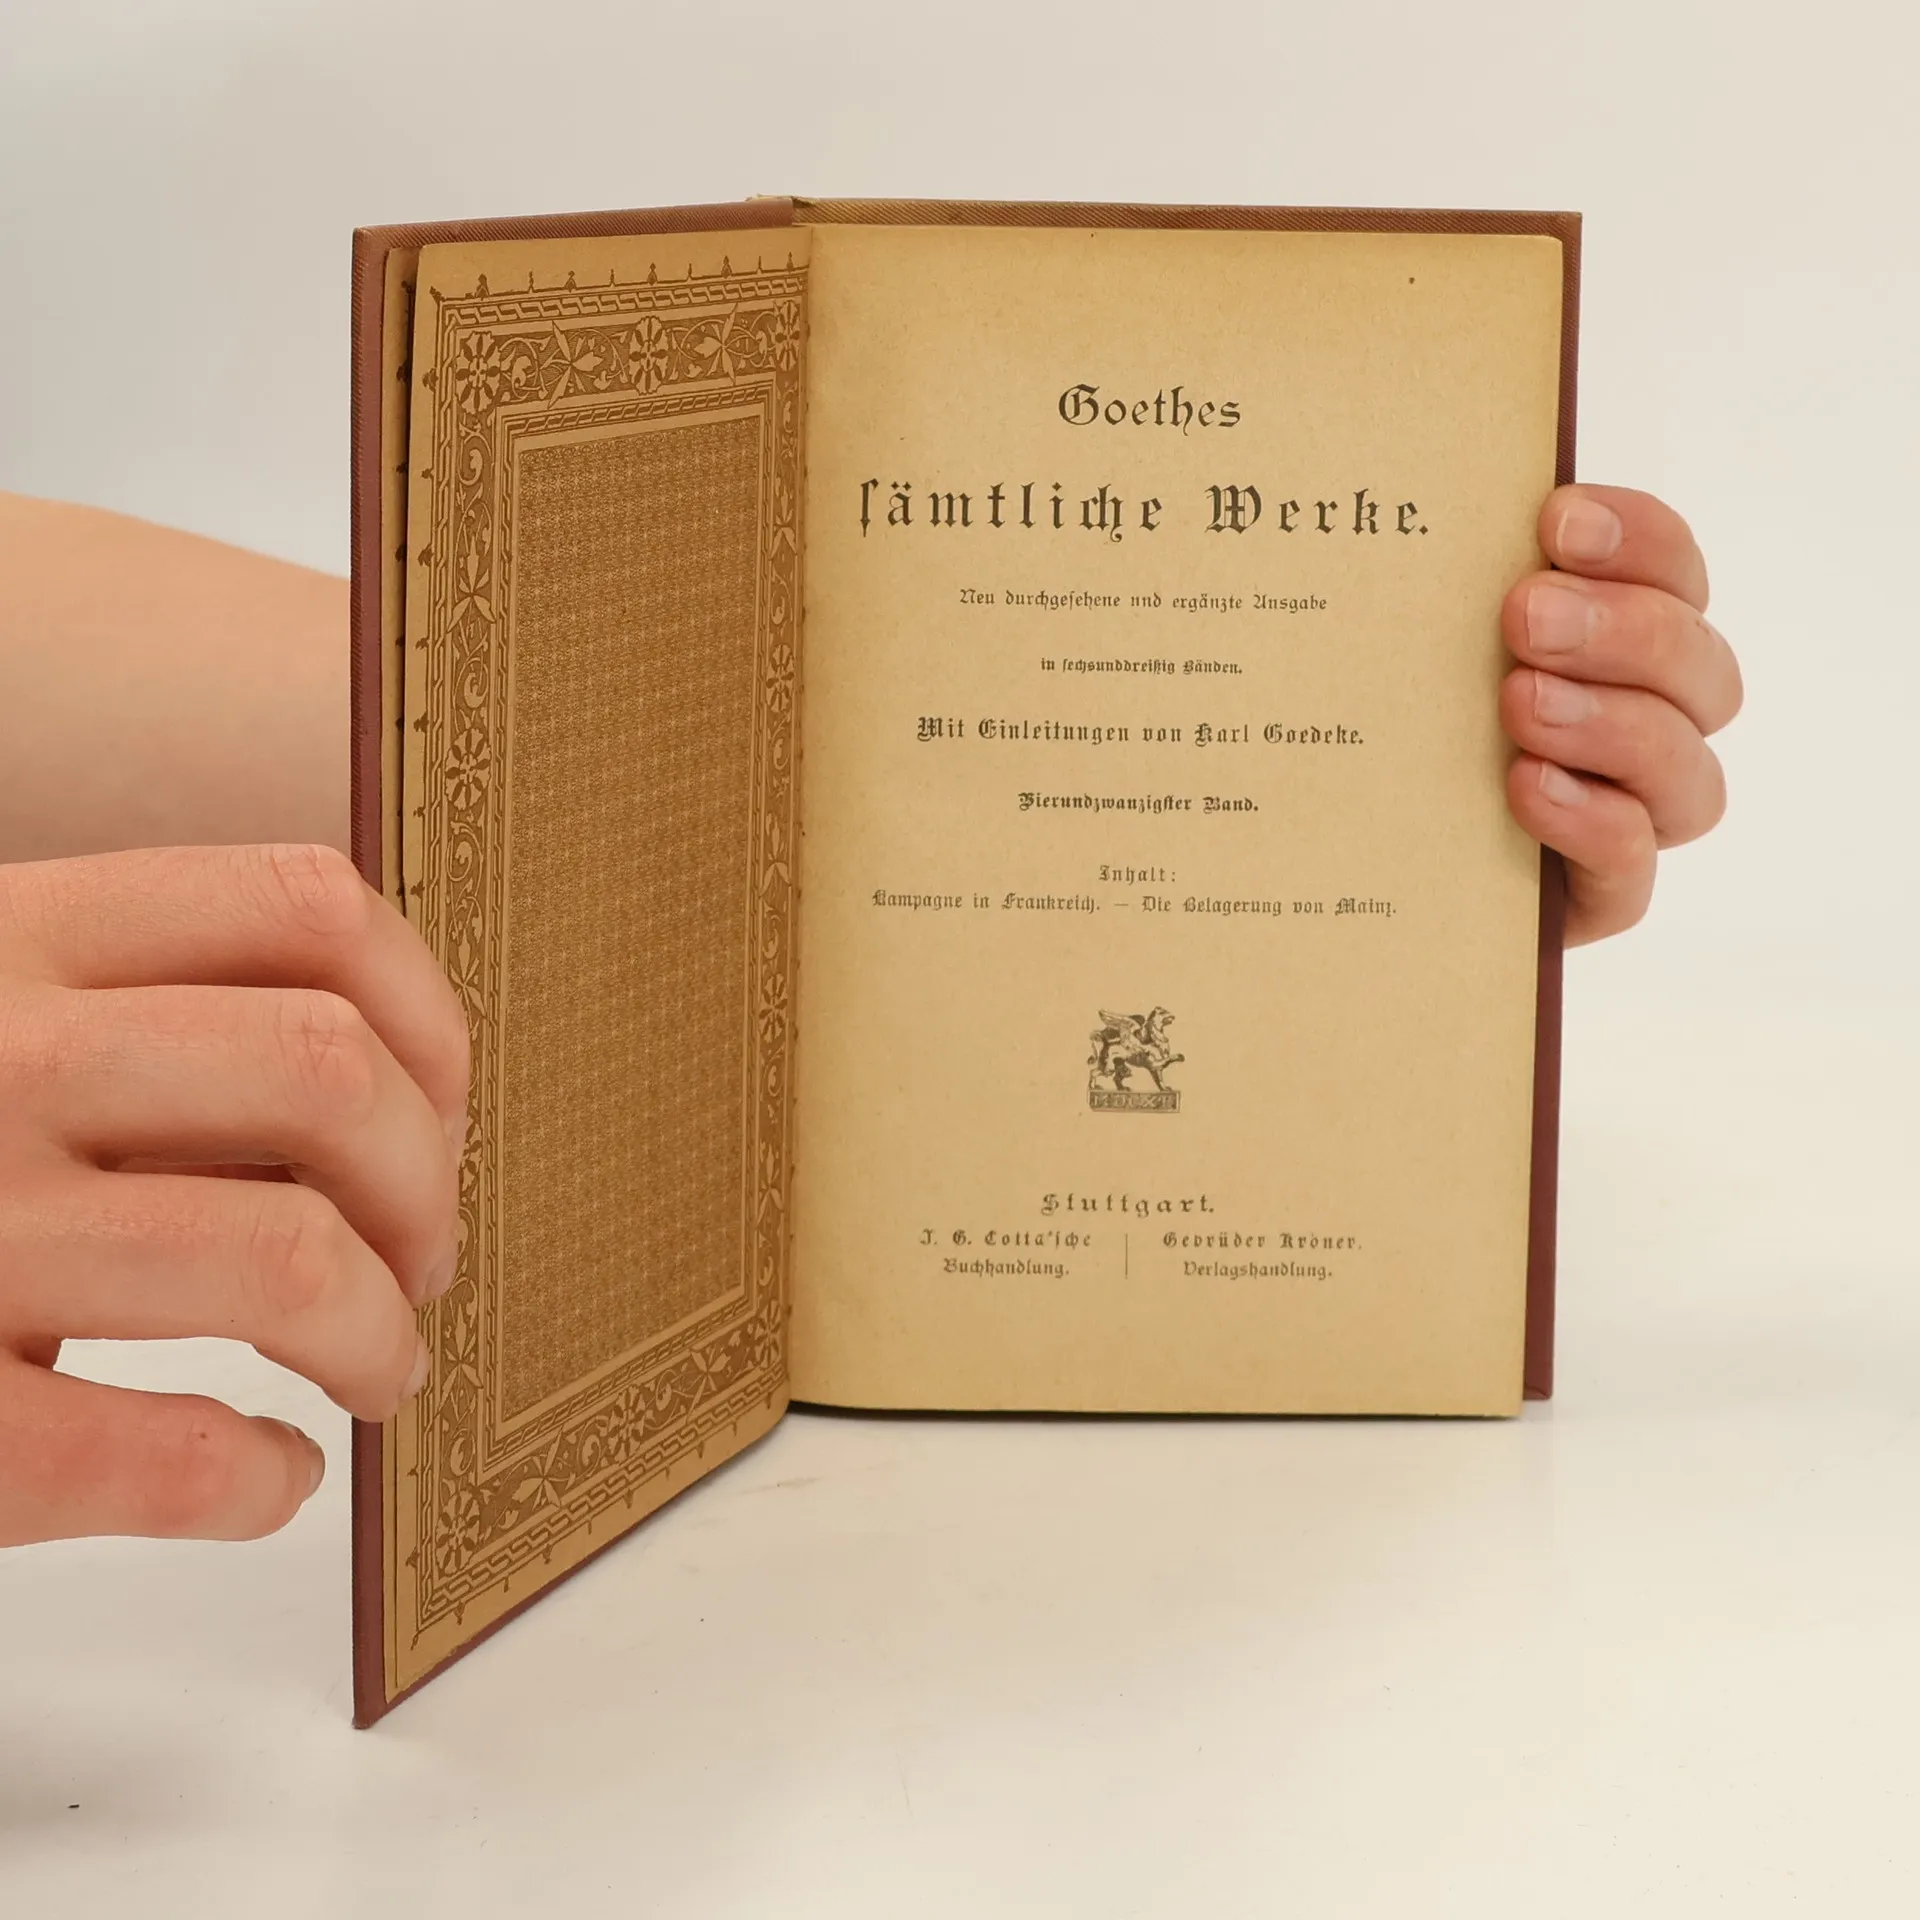 Goethes
ſämtliche Werke.
Neu durchgeſehene und ergänzte Ausgabe
in ſechsunddreißig Bänden.
Mit Einleitungen von Karl Goedeke.
Vierundzwanzigſter Band.
Inhalt:
Kampagne in Frankreich. — Die Belagerung von Mainz.
Stuttgart.
J. G. Cotta'ſche
Buchhandlung.
Gebrüder Kröner,
Verlagshandlung.